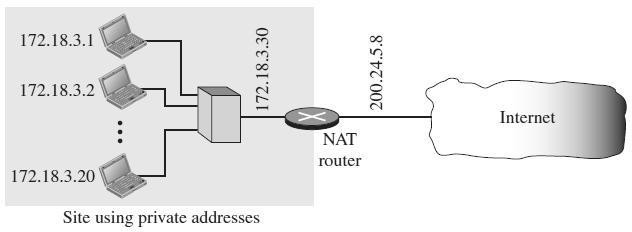 172.18.3.1
172.18.3.2
172.18.3.20
172.18.3.30
200.24.5.8
NAT
router
Internet
Site using private addresses